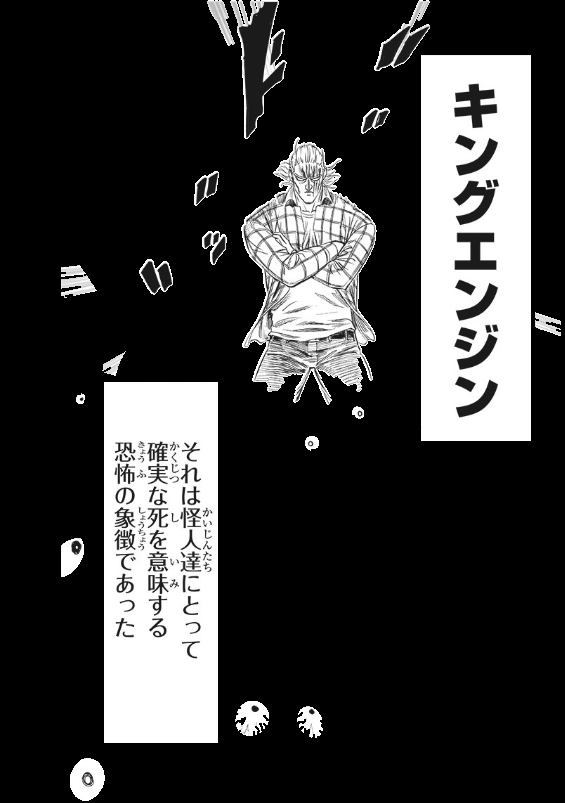 キングエンジン
それは怪人達にとって
確実な死を意味する
恐怖の象徴であった